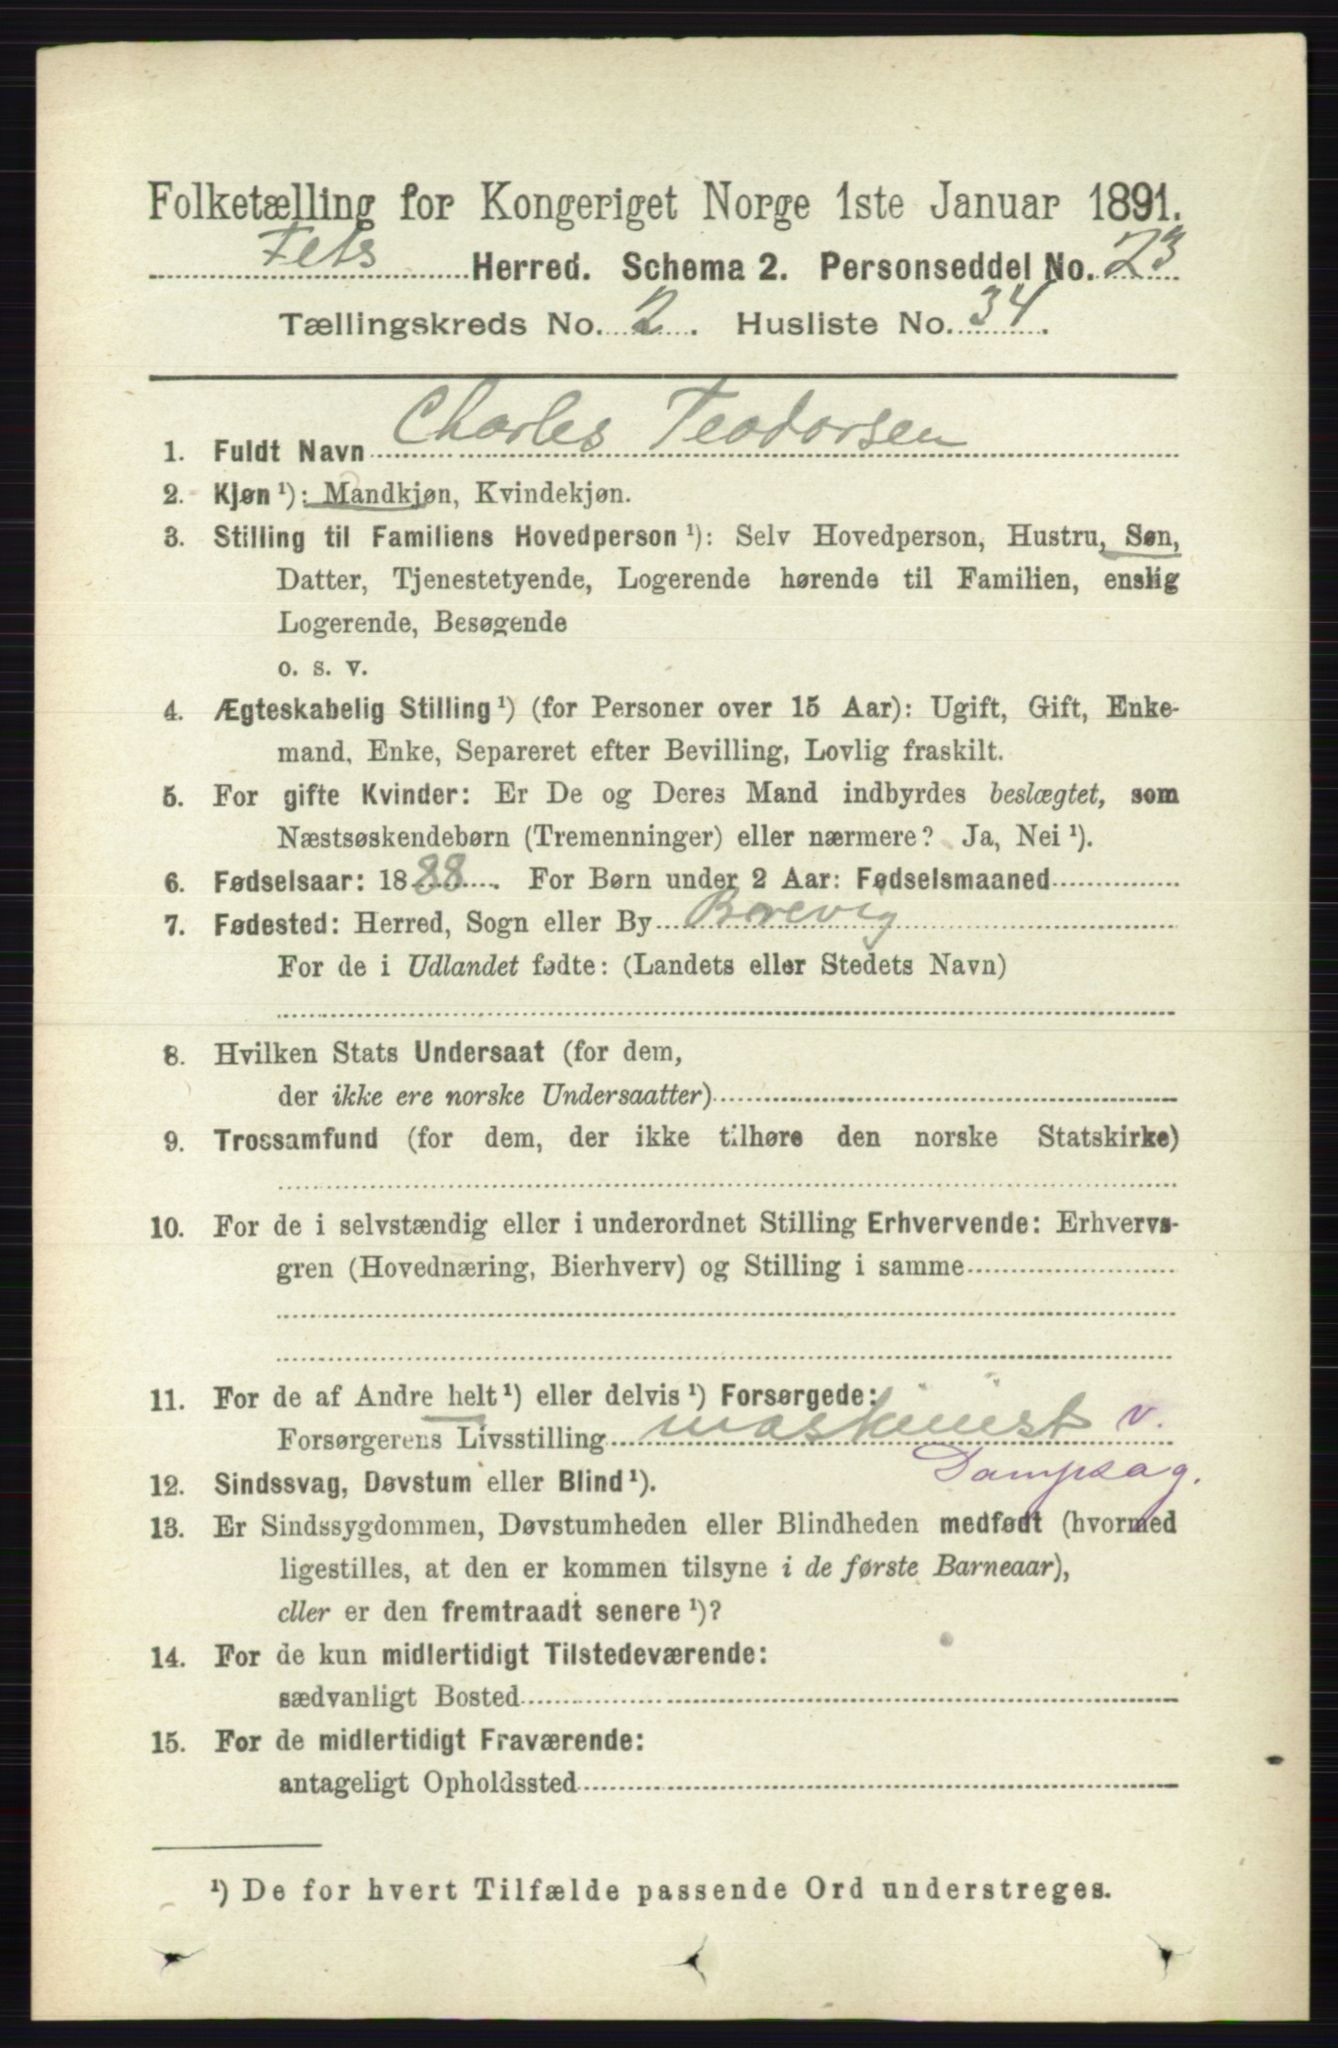 Folketælling for Kongeriget Norge 1ste Januar 1891.
Fets Herred. Schema 2. Personseddel No. 23
Tællingskreds No. 2. Husliste No. 34.
1. Fuldt Navn Charles Teodorsen
2. Kjøn ¹): Mandkjøn, Kvindekjøn.
3. Stilling til Familiens Hovedperson ¹): Selv Hovedperson, Hustru, Søn,
Datter, Tjenestetyende, Logerende hørende til Familien, enslig
Logerende, Besøgende
o. s. v.
4. Ægteskabelig Stilling ¹) (for Personer over 15 Aar): Ugift, Gift, Enke-
mand, Enke, Separeret efter Bevilling, Lovlig fraskilt.
5. For gifte Kvinder: Er De og Deres Mand indbyrdes beslægtet, som
Næstsøskendebørn (Tremenninger) eller nærmere? Ja, Nei ¹).
6. Fødselsaar: 1888. For Børn under 2 Aar: Fødselsmaaned
7. Fødested: Herred, Sogn eller By Brevig
For de i Udlandet fødte: (Landets eller Stedets Navn)
8. Hvilken Stats Undersaat (for dem,
der ikke ere norske Undersaatter)
9. Trossamfund (for dem, der ikke tilhøre den norske Statskirke)
10. For de i selvstændig eller i underordnet Stilling Erhvervende: Erhvervs-
gren (Hovednæring, Bierhverv) og Stilling i samme
11. For de af Andre helt ¹) eller delvis ¹) Forsørgede:
Forsørgerens Livsstilling maskinist v.
Dampsag.
12. Sindssvag, Døvstum eller Blind ¹).
13. Er Sindssygdommen, Døvstumheden eller Blindheden medfødt (hvormed
ligestilles, at den er kommen tilsyne i de første Barneaar),
eller er den fremtraadt senere ¹)?
14. For de kun midlertidigt Tilstedeværende:
sædvanligt Bosted
15. For de midlertidigt Fraværende:
antageligt Opholdssted
¹) De for hvert Tilfælde passende Ord understreges.